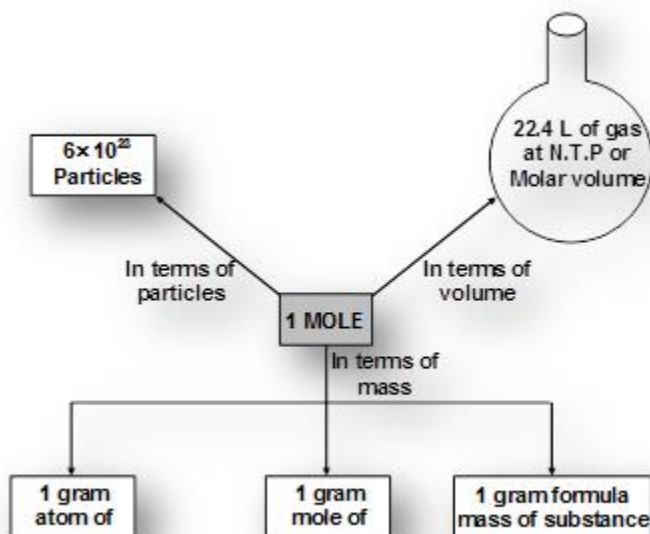 6×10²³
Particles
22.4 L of gas
at N.T.P or
Molar volume
In terms of
particles
In terms of
volume
1 MOLE
In terms of
mass
1 gram
atom of
1 gram
mole of
1 gram formula
mass of substance